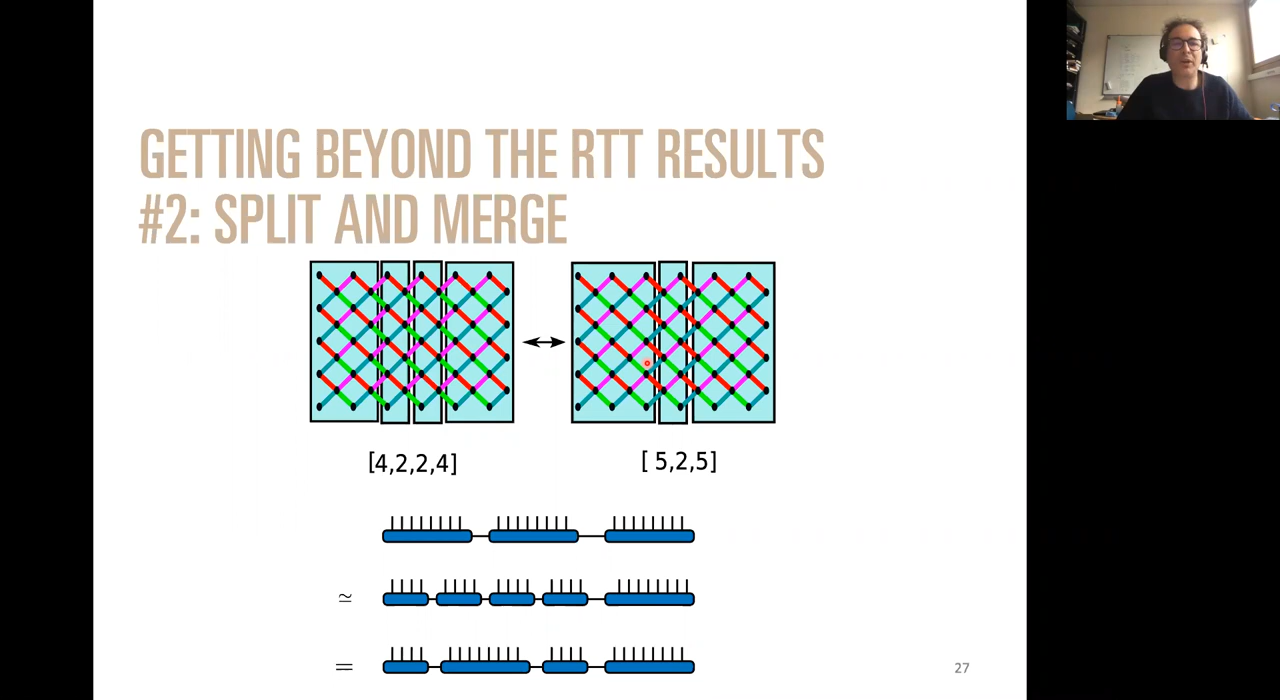 GETTING BEYOND THE RTT RESULTS
#2: SPLIT AND MERGE
[4,2,2,4]
[ 5,2,5]
≃
=
27